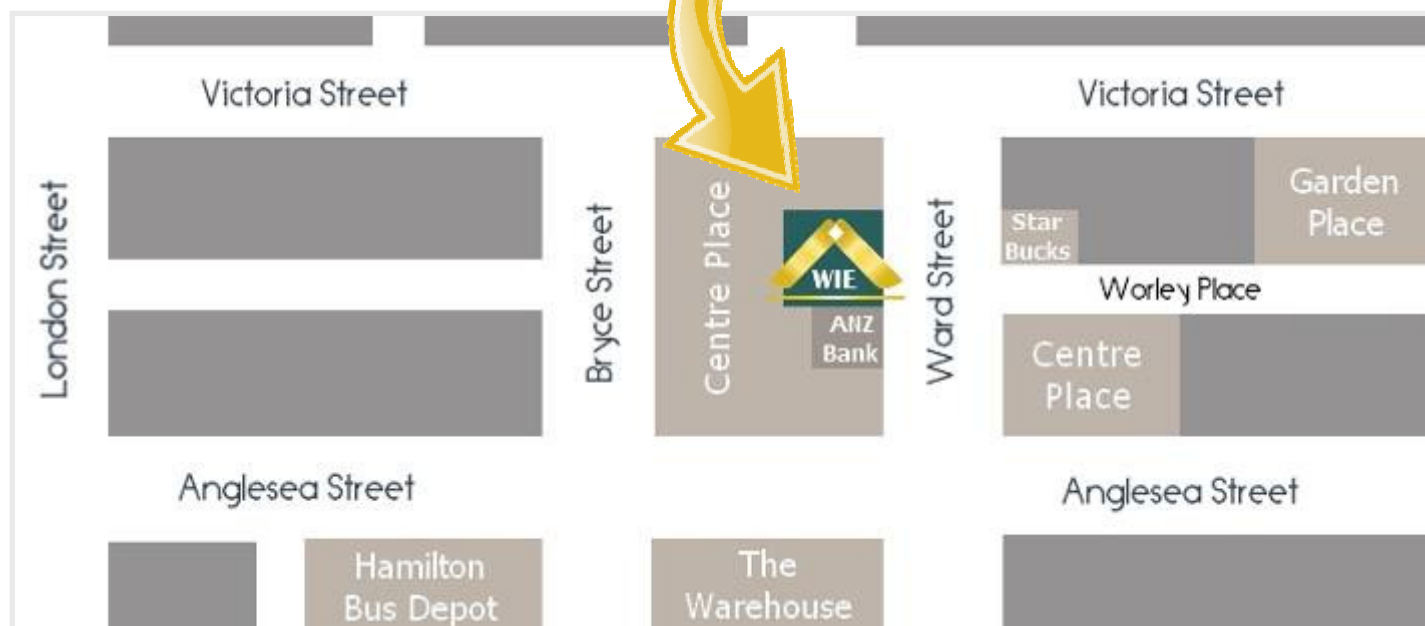 Victoria Street
Victoria Street
London Street
Bryce Street
Centre Place
WIE
ANZ
Bank
Ward Street
Star
Bucks
Garden
Place
Worley Place
Centre
Place
Anglesea Street
Anglesea Street
Hamilton
Bus Depot
The
Warehouse